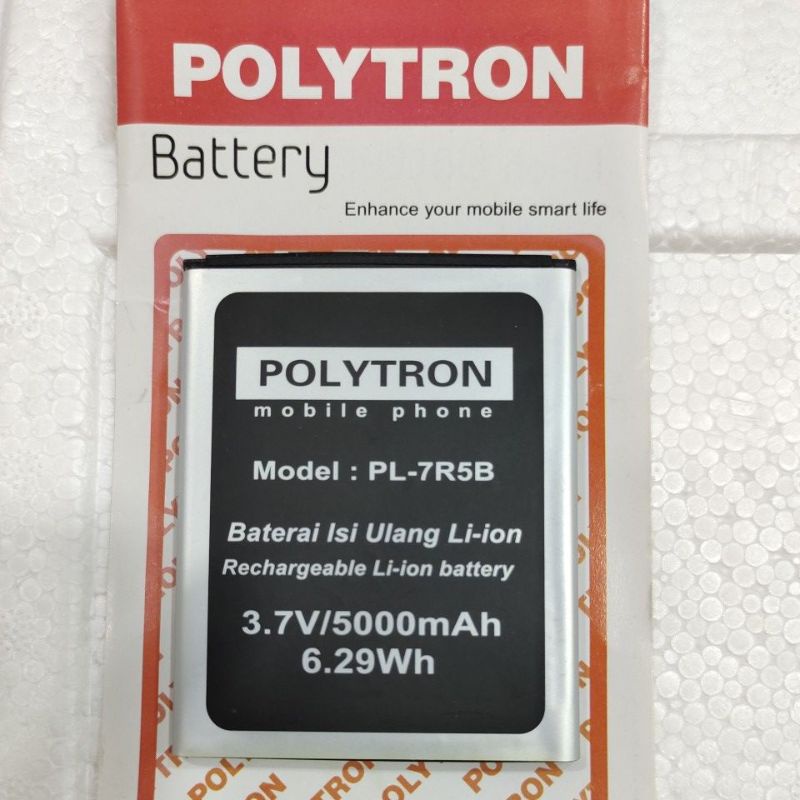 POLYTRON
Battery
Enhance your mobile smart life
POLYTRON
mobile phone
Model : PL-7R5B
Baterai Isi Ulang Li-ion
Rechargeable Li-ion battery
3.7V/5000mAh
6.29Wh